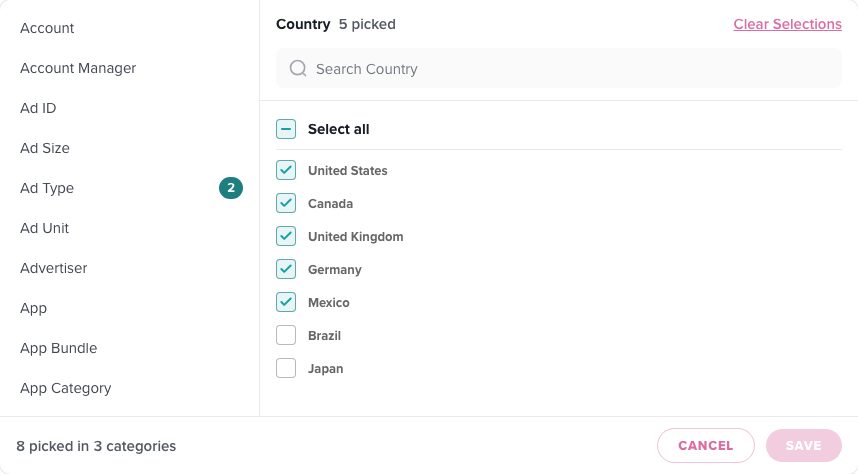 Account
Account Manager
Ad ID
Ad Size
Ad Type 2
Ad Unit
Advertiser
App
App Bundle
App Category
Country 5 picked
Clear Selections
Search Country
Select all
United States
Canada
United Kingdom
Germany
Mexico
Brazil
Japan
8 picked in 3 categories
CANCEL
SAVE